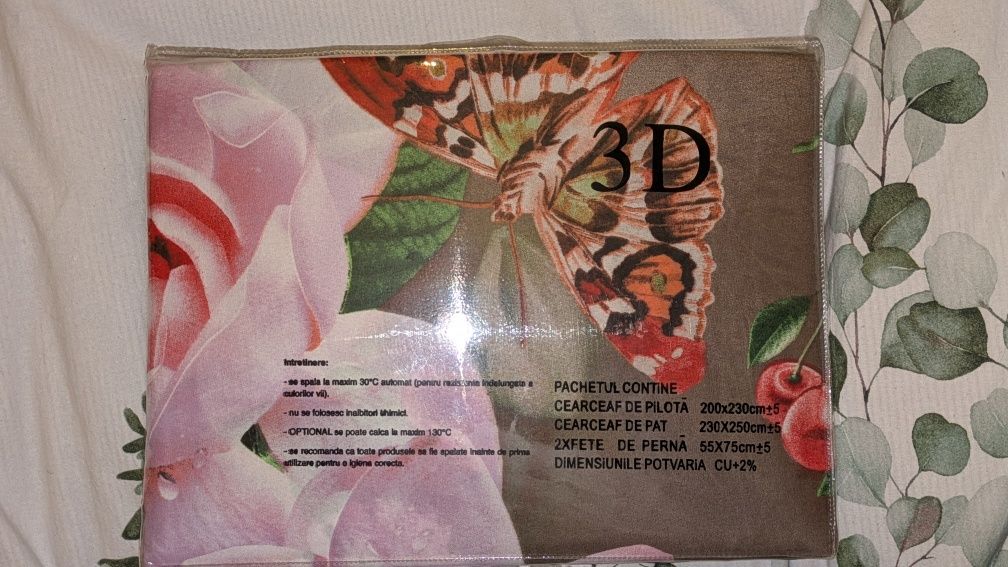 3D
Intretinere:
- se spala la maxim 30°C automat (pentru rezistenta indelungata a
culorilor vii).
- nu se folosesc inalbitori chimici.
- OPTIONAL se poate calca la maxim 130°C
- se recomanda ca toate produsele sa fie spalate inainte de prima
utilizare pentru o igiena corecta.
PACHETUL CONTINE
CEARCEAF DE PILOTĂ 200x230cm±5
CEARCEAF DE PAT 230X250cm±5
2XFETE DE PERNĂ 55X75cm±5
DIMENSIUNILE POTVARIA CU+2%